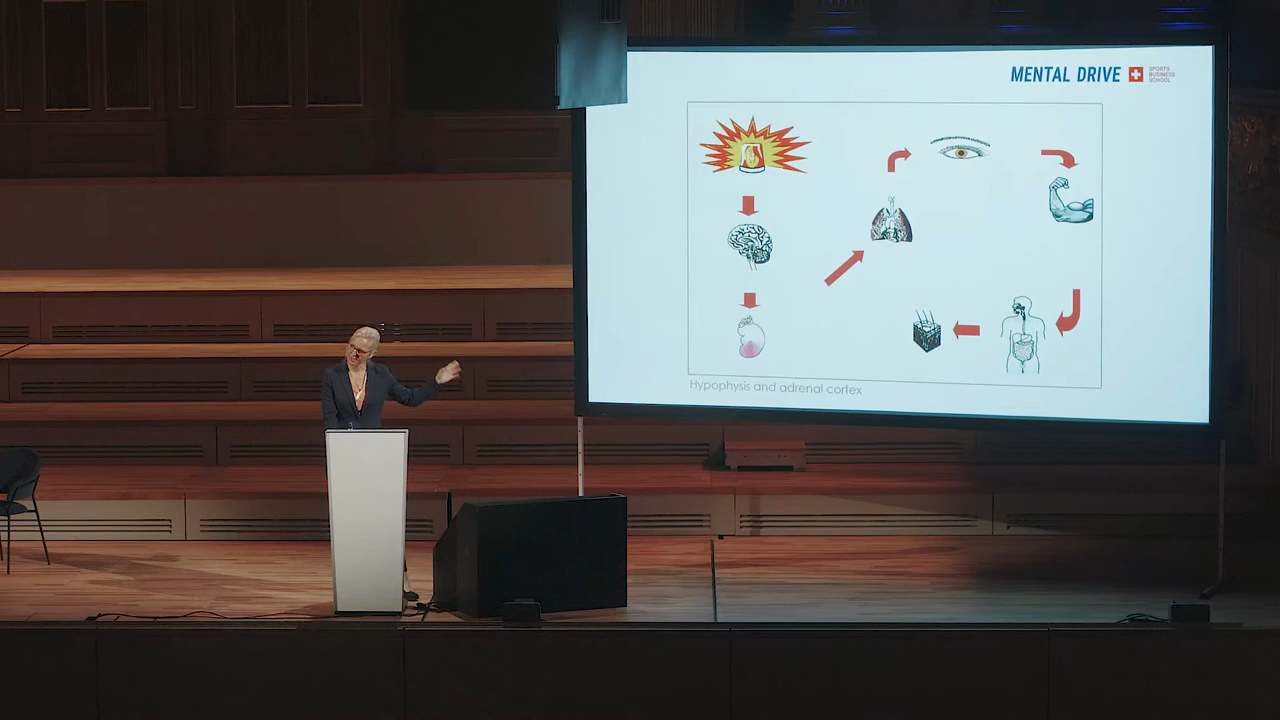 MENTAL DRIVE
SPORTS
BUSINESS
SCHOOL
Hypophysis and adrenal cortex